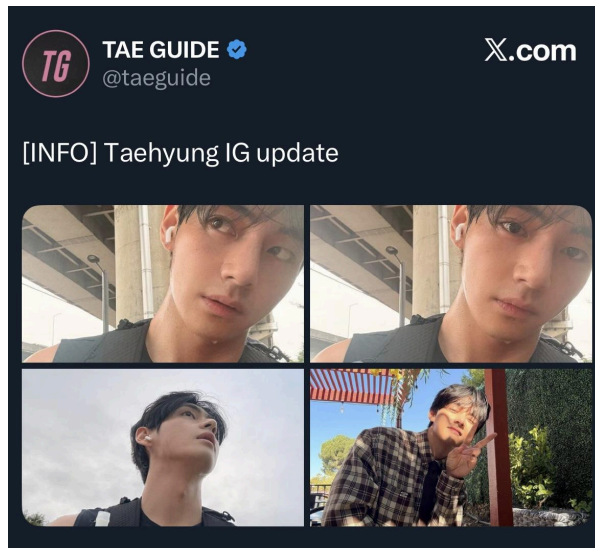 TG
TAE GUIDE
@taeguide
𝕏.com
[INFO] Taehyung IG update